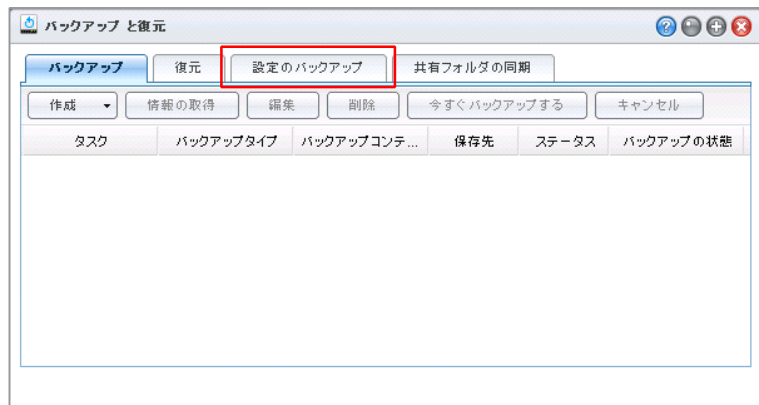 バックアップ と復元
バックアップ 復元 設定のバックアップ 共有フォルダの同期
作成 情報の取得 編集 削除 今すぐバックアップする キャンセル
タスク バックアップタイプ バックアップコンテ... 保存先 ステータス バックアップの状態